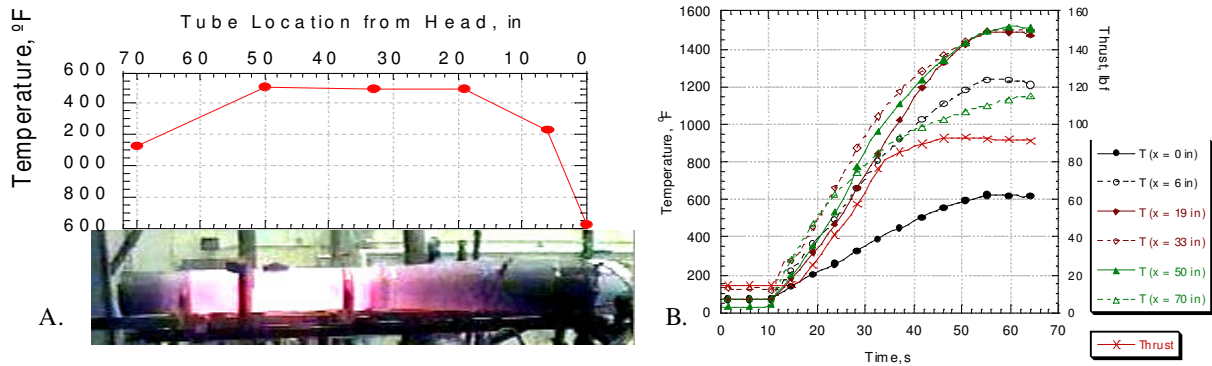 A.
Tube Location from Head, in
70 60 50 40 30 20 10 0
Temperature, ºF
600
400
200
000
800
600
B.
1600
1400
1200
1000
800
600
400
200
0
Temperature, ºF
160
140
120
100
80
60
40
20
0
Thrust, lbf
0 10 20 30 40 50 60 70
Time, s
T (x = 0 in)
T (x = 6 in)
T (x = 19 in)
T (x = 33 in)
T (x = 50 in)
T (x = 70 in)
Thrust